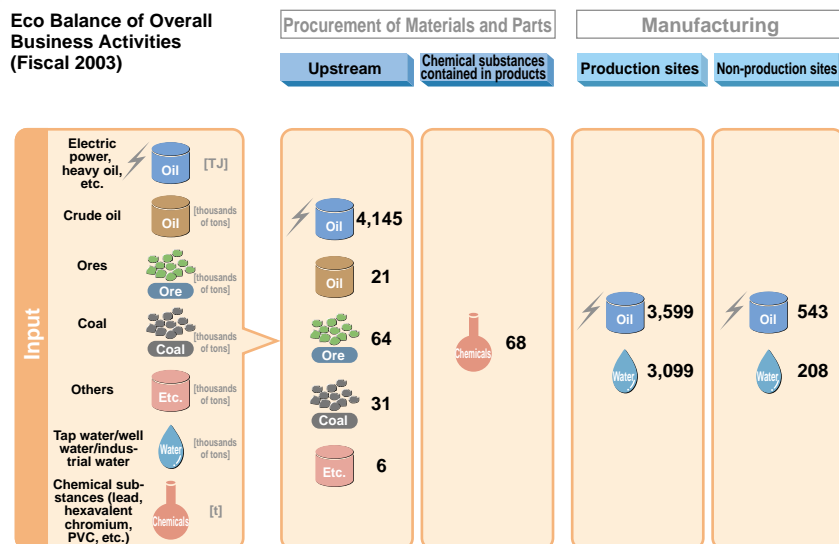 Eco Balance of Overall
Business Activities
(Fiscal 2003)
Procurement of Materials and Parts
Manufacturing
Upstream
Chemical substances
contained in products
Production sites
Non-production sites
Input
Electric
power,
heavy oil,
etc.
Oil
[TJ]
Crude oil
Oil
[thousands
of tons]
Ores
Ore
[thousands
of tons]
Coal
Coal
[thousands
of tons]
Others
Etc.
[thousands
of tons]
Tap water/well
water/indus-
trial water
Water
[thousands
of tons]
Chemical sub-
stances (lead,
hexavalent
chromium,
PVC, etc.)
Chemicals
[t]
Oil 4,145
Oil 21
Ore 64
Coal 31
Etc. 6
Chemicals 68
Oil 3,599
Water 3,099
Oil 543
Water 208